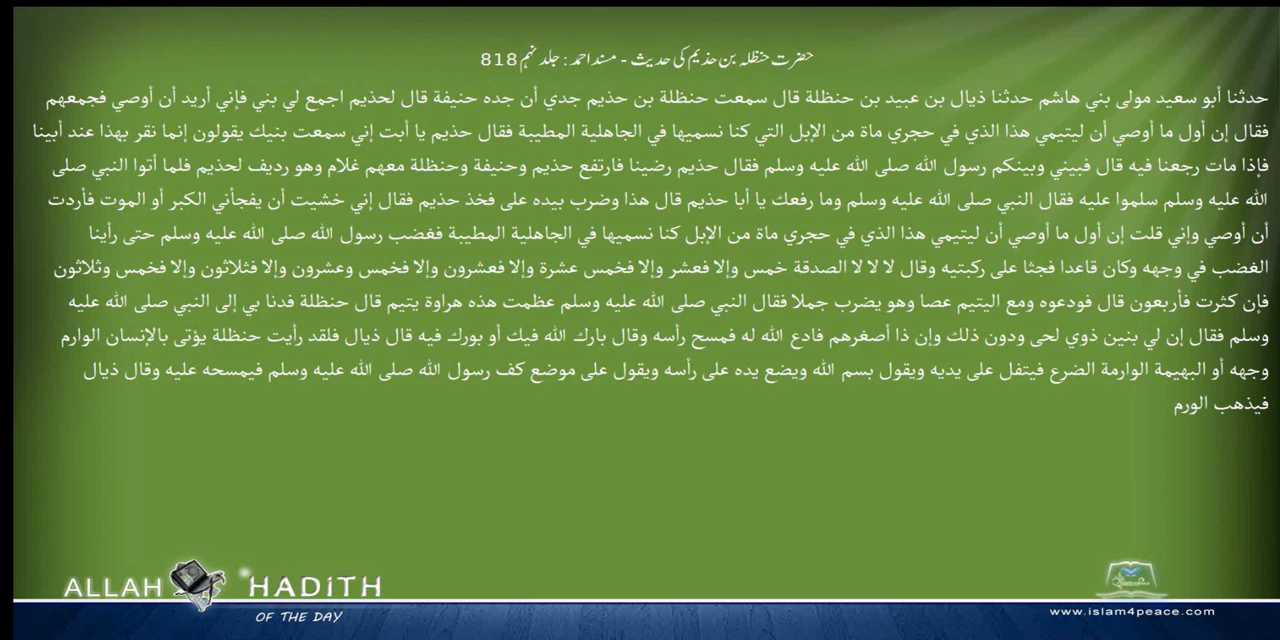 حضرت حنظلہ بن حذیم کی حدیث - مسند احمد : جلد نہم 818
حدثنا أبو سعيد مولى بني هاشم حدثنا ذيال بن عبيد بن حنظلة قال سمعت حنظلة بن حذيم جدي أن جده حنيفة قال لحذيم اجمع لي بني فإني أريد أن أوصي فجمعهم
فقال إن أول ما أوصي أن ليتيمي هذا الذي في حجري ماة من الإبل التي كنا نسميها في الجاهلية المطيبة فقال حذيم يا أبت إني سمعت بنيك يقولون إنما نقر بهذا عند أبينا
فإذا مات رجعنا فيه قال فبيني وبينكم رسول الله صلى الله عليه وسلم فقال حذيم رضينا فارتفع حذيم وحنيفة وحنظلة معهم غلام وهو رديف لحذيم فلما أتوا النبي صلى
الله عليه وسلم سلموا عليه فقال النبي صلى الله عليه وسلم وما رفعك يا أبا حذيم قال هذا وضرب بيده على فخذ حذيم فقال إني خشيت أن يفجأني الكبر أو الموت فأردت
أن أوصي وإني قلت إن أول ما أوصي أن ليتيمي هذا الذي في حجري ماة من الإبل كنا نسميها في الجاهلية المطيبة فغضب رسول الله صلى الله عليه وسلم حتى رأينا
الغضب في وجهه وكان قاعدا فجثا على ركبتيه وقال لا لا لا الصدقة خمس وإلا فعشر وإلا فخمس عشرة وإلا فعشرون وإلا فخمس وعشرون وإلا فثلاثون وإلا فخمس وثلاثون
فإن كثرت فأربعون قال فودعوه ومع اليتيم عصا وهو يضرب جملا فقال النبي صلى الله عليه وسلم عظمت هذه هراوة يتيم قال حنظلة فدنا بي إلى النبي صلى الله عليه
وسلم فقال إن لي بنين ذوي لحى ودون ذلك وإن ذا أصغرهم فادع الله له فمسح رأسه وقال بارك الله فيك أو بورك فيه قال ذيال فلقد رأيت حنظلة يؤتى بالإنسان الوارم
وجهه أو البهيمة الوارمة الضرع فيتفل على يديه ويقول بسم الله ويضع يده على رأسه ويقول على موضع كف رسول الله صلى الله عليه وسلم فيمسحه عليه وقال ذيال
فيذهب الورم
ALLAH HADiTH
OF THE DAY
www.islam4peace.com